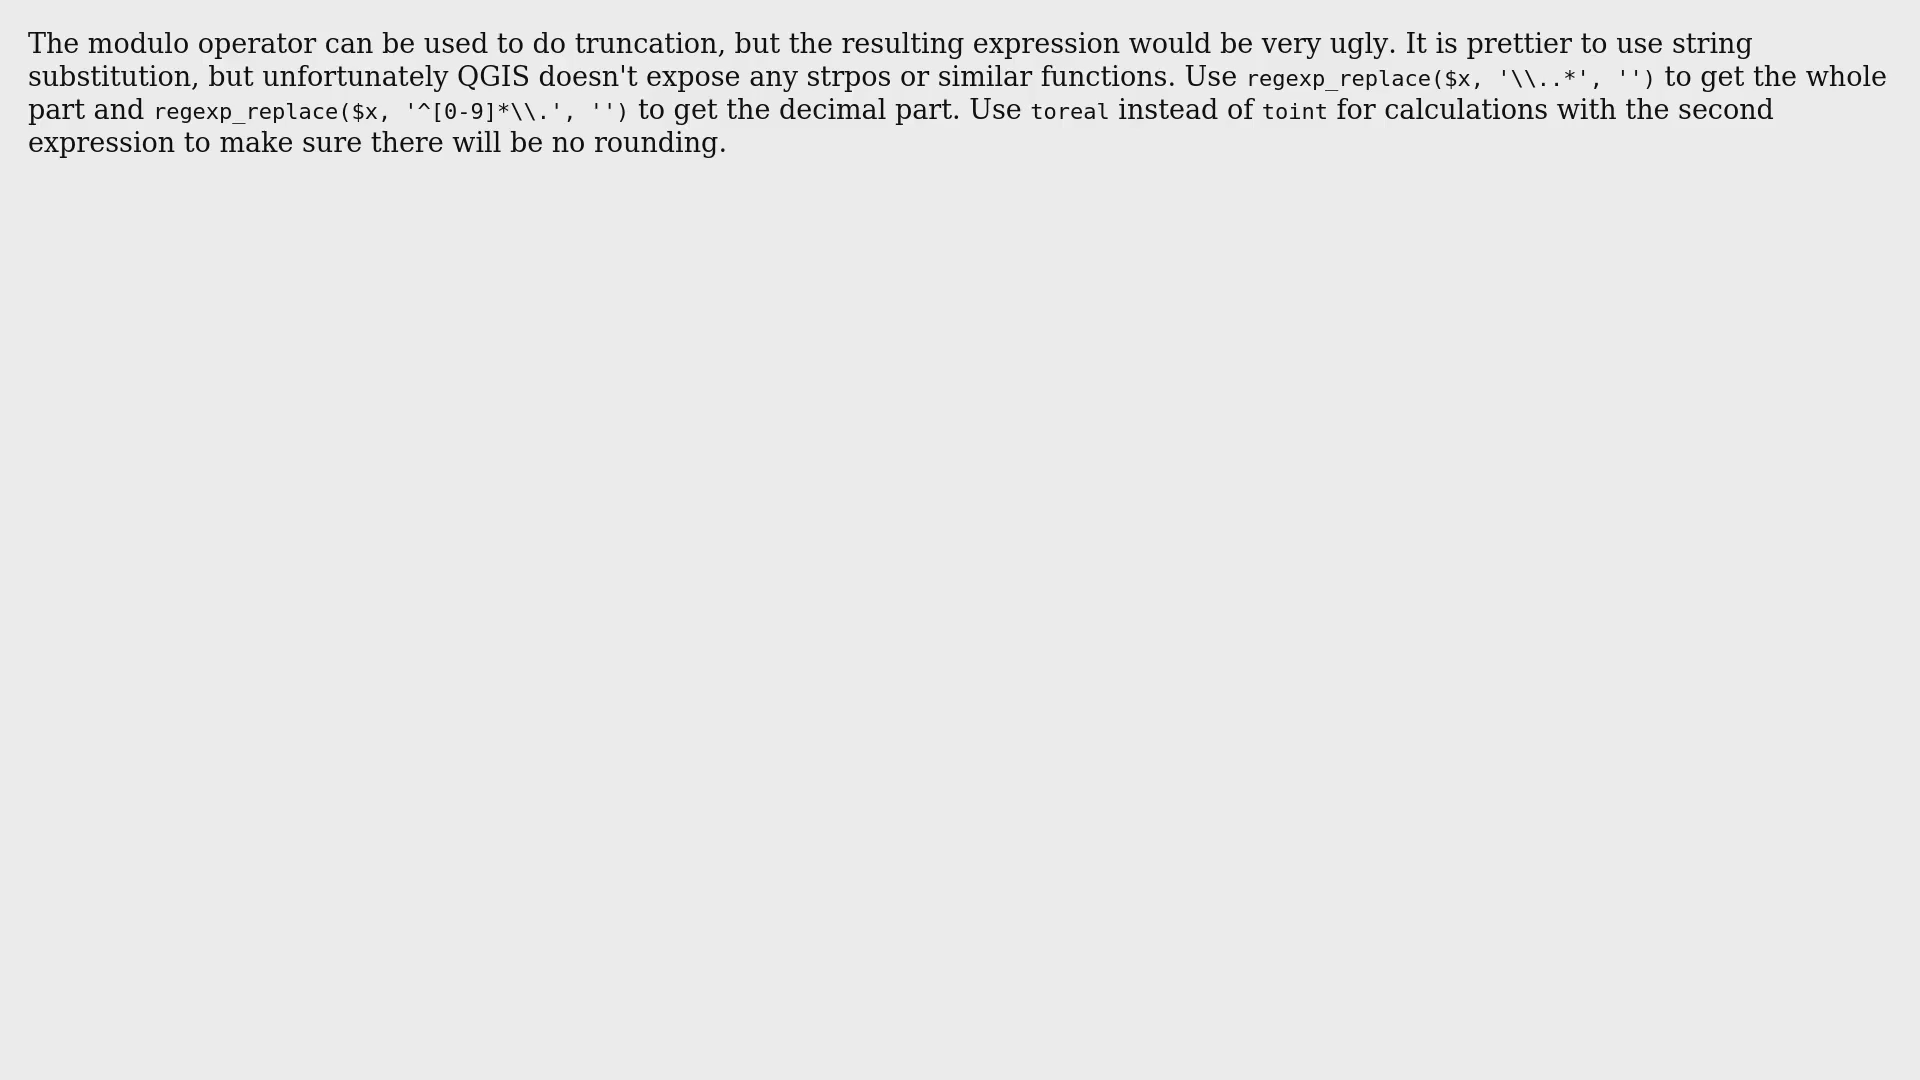 The modulo operator can be used to do truncation, but the resulting expression would be very ugly. It is prettier to use string
substitution, but unfortunately QGIS doesn't expose any strpos or similar functions. Use regexp_replace($x, '\\..*', '') to get the whole
part and regexp_replace($x, '^[0-9]*\\.', '') to get the decimal part. Use toreal instead of toint for calculations with the second
expression to make sure there will be no rounding.